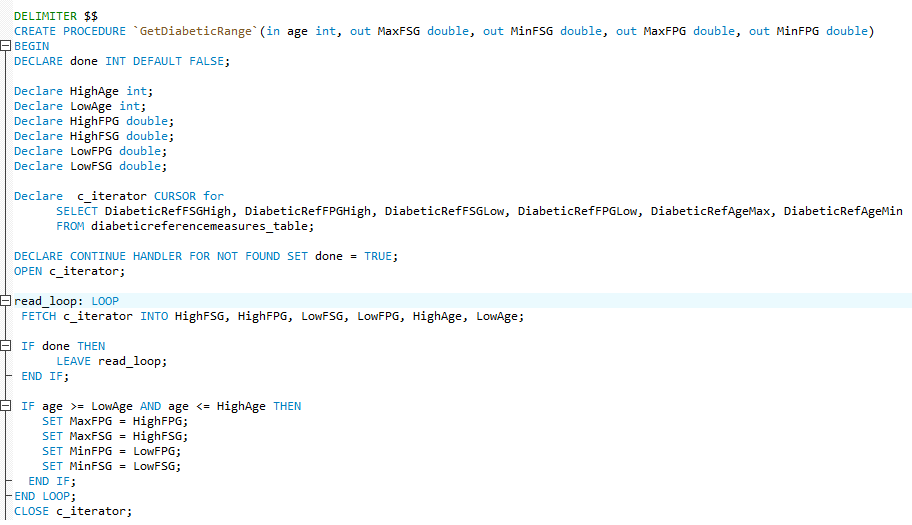 DELIMITER $$
CREATE PROCEDURE `GetDiabeticRange`(in age int, out MaxFSG double, out MinFSG double, out MaxFPG double, out MinFPG double)
BEGIN
DECLARE done INT DEFAULT FALSE;
Declare HighAge int;
Declare LowAge int;
Declare HighFPG double;
Declare HighFSG double;
Declare LowFPG double;
Declare LowFSG double;
Declare  c_iterator CURSOR for
SELECT DiabeticRefFSGHigh, DiabeticRefFPGHigh, DiabeticRefFSGLow, DiabeticRefFPGLow, DiabeticRefAgeMax, DiabeticRefAgeMin
FROM diabeticreferencemeasures_table;
DECLARE CONTINUE HANDLER FOR NOT FOUND SET done = TRUE;
OPEN c_iterator;
read_loop: LOOP
FETCH c_iterator INTO HighFSG, HighFPG, LowFSG, LowFPG, HighAge, LowAge;
IF done THEN
LEAVE read_loop;
END IF;
IF age >= LowAge AND age <= HighAge THEN
SET MaxFPG = HighFPG;
SET MaxFSG = HighFSG;
SET MinFPG = LowFPG;
SET MinFSG = LowFSG;
END IF;
END LOOP;
CLOSE c_iterator;